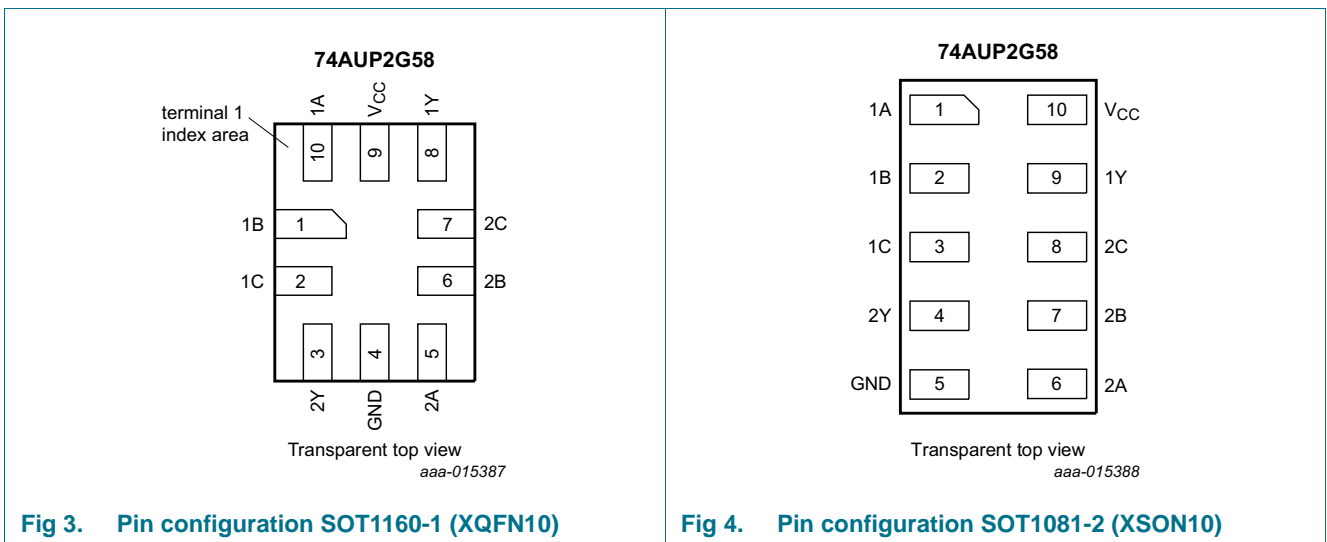 74AUP2G58
terminal 1
index area
1A
VCC
1Y
10
9
8
1B
1
7
2C
1C
2
6
2B
3
4
5
2Y
GND
2A
Transparent top view
aaa-015387
Fig 3. Pin configuration SOT1160-1 (XQFN10)
74AUP2G58
1A 1 10 VCC
1B 2 9 1Y
1C 3 8 2C
2Y 4 7 2B
GND 5 6 2A
Transparent top view
aaa-015388
Fig 4. Pin configuration SOT1081-2 (XSON10)